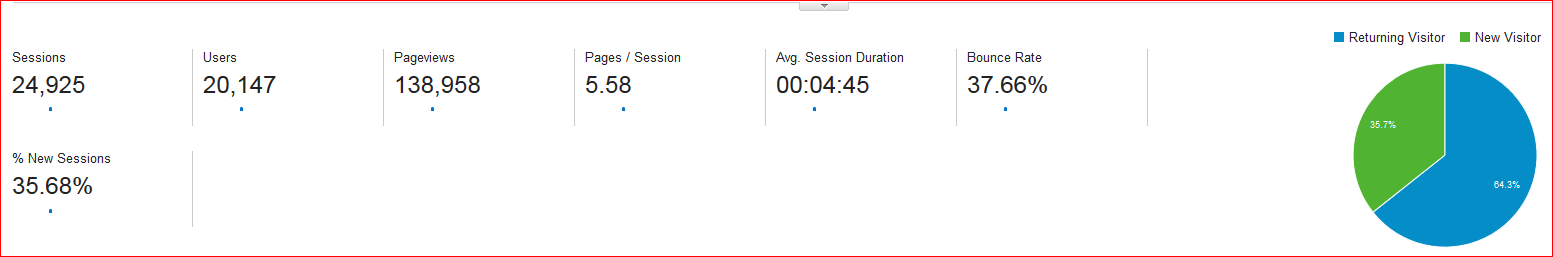 Returning Visitor New Visitor
Sessions
24,925
Users
20,147
Pageviews
138,958
Pages / Session
5.58
Avg. Session Duration
00:04:45
Bounce Rate
37.66%
% New Sessions
35.68%
35.7%
64.3%